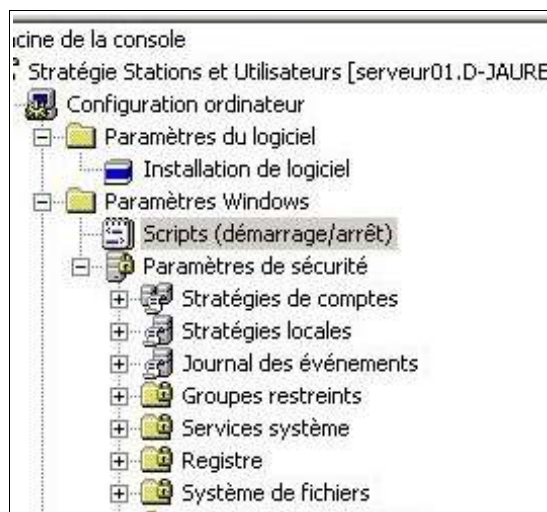 cine de la console
Stratégie Stations et Utilisateurs [serveur01.D-JAURE
Configuration ordinateur
Paramètres du logiciel
Installation de logiciel
Paramètres Windows
Scripts (démarrage/arrêt)
Paramètres de sécurité
Stratégies de comptes
Stratégies locales
Journal des événements
Groupes restreints
Services système
Registre
Système de fichiers